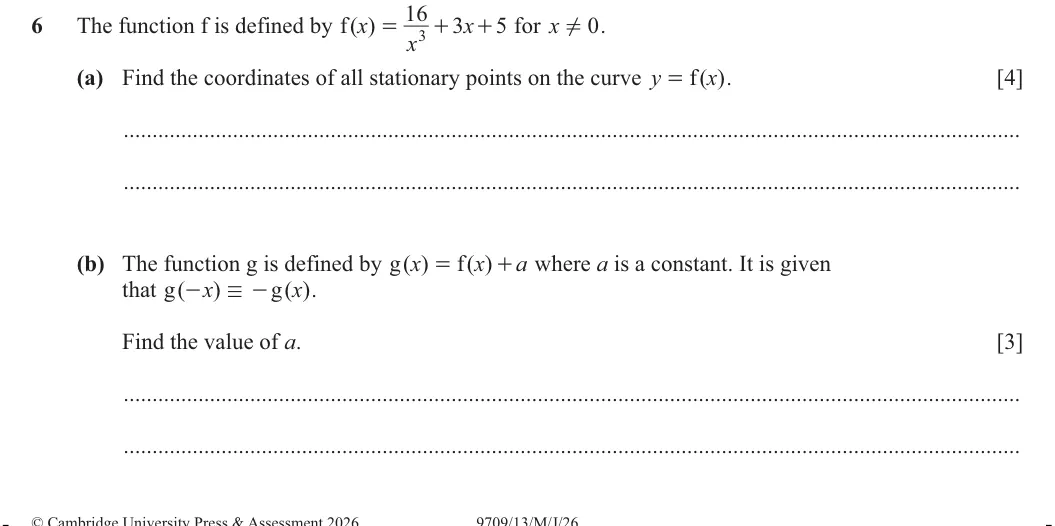 6 The function f is defined by f(x) = 16/x³ + 3x + 5 for x ≠ 0.
(a) Find the coordinates of all stationary points on the curve y = f(x). [4]
(b) The function g is defined by g(x) = f(x) + a where a is a constant. It is given
that g(−x) ≡ −g(x).
Find the value of a. [3]
© Cambridge University Press & Assessment 2026 9709/13/M/J/26